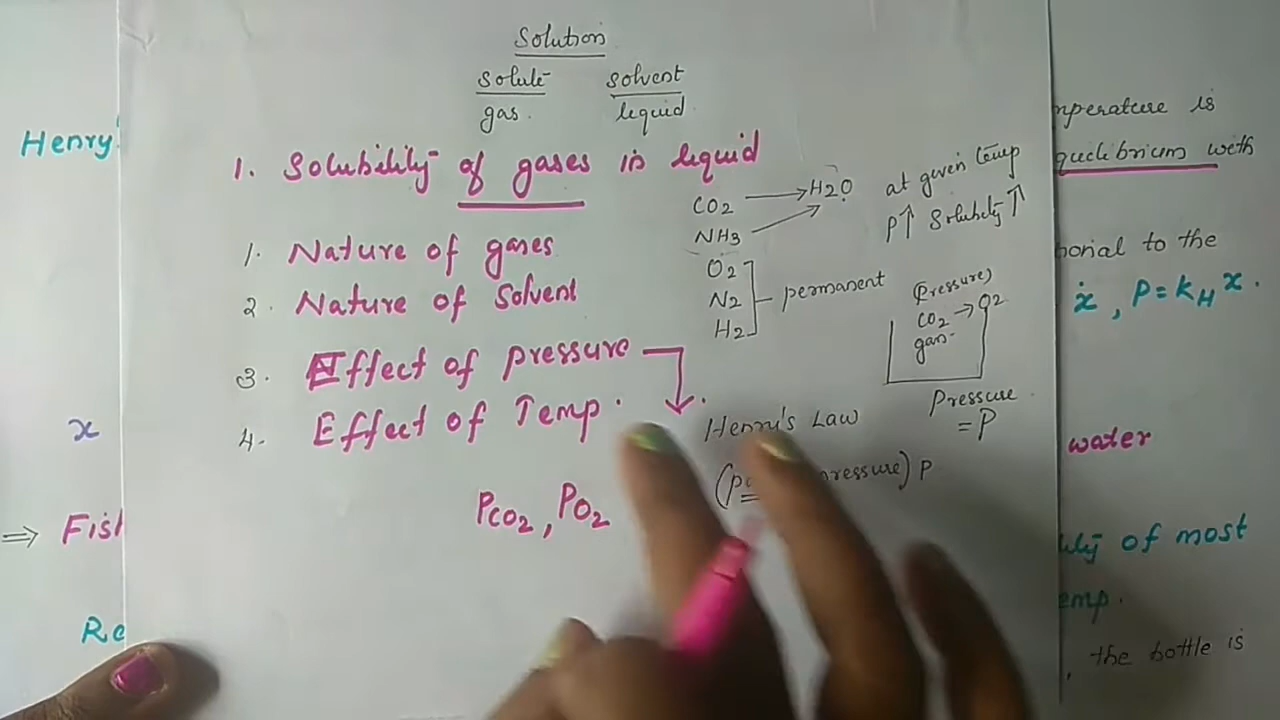 Solution
solute solvent
gas. liquid
1. Solubility of gases in liquid
1. Nature of gases
2. Nature of Solvent
3. Effect of pressure
4. Effect of Temp.
PCO2, PO2
CO2 → H2O
NH3
O2
N2 permanent
H2
at given temp
P↑ Solubility ↑
(Pressure)
CO2 → O2
gas
Pressure
= P
Henry's Law
pressure) P
Henry
x
⇒ Fish
Re
mperature is
quilibrium with
to the
x, P = KH x.
water
of most
emp.
, the bottle is